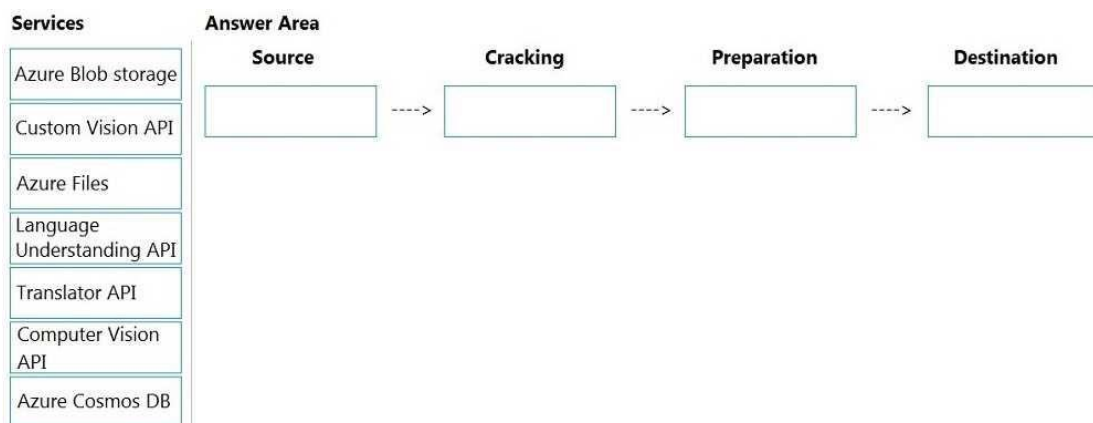 Services
Answer Area
Source
Cracking
Preparation
Destination
Azure Blob storage
---->
---->
---->
Custom Vision API
Azure Files
Language
Understanding API
Translator API
Computer Vision
API
Azure Cosmos DB